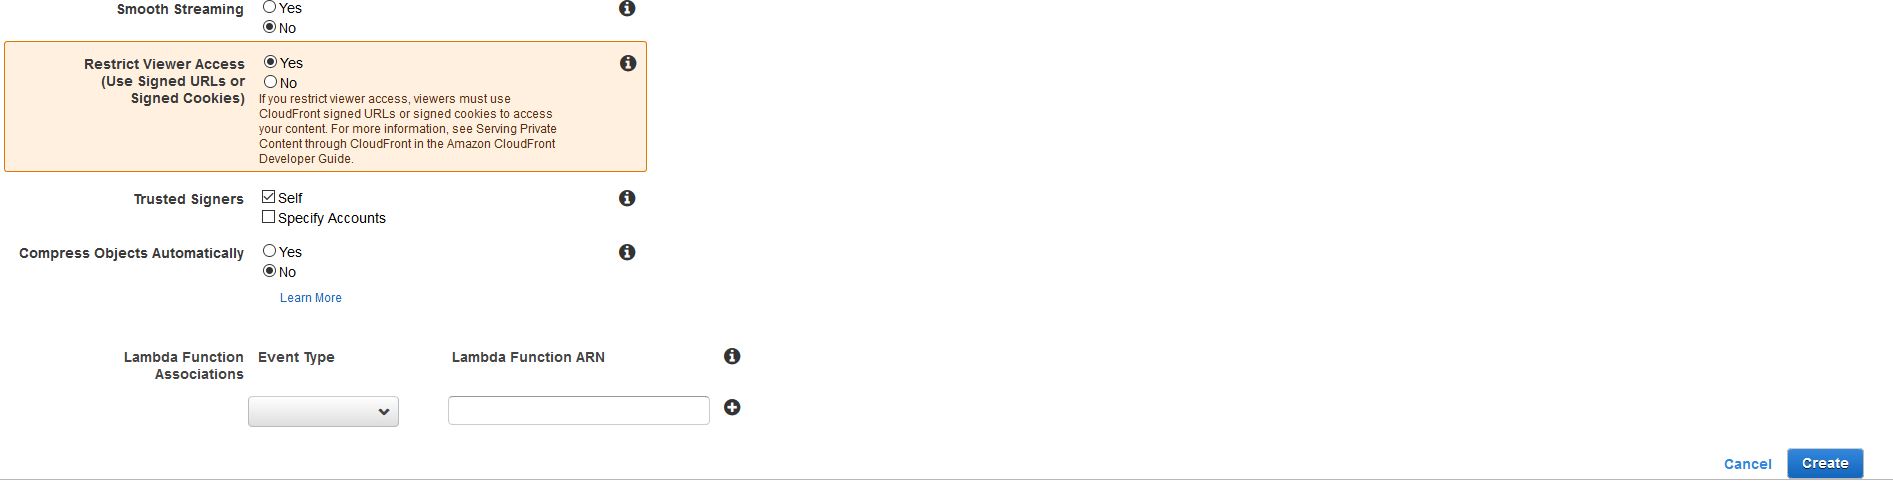 Smooth Streaming
Yes
No
Restrict Viewer Access
(Use Signed URLs or
Signed Cookies)
Yes
No
If you restrict viewer access, viewers must use
CloudFront signed URLs or signed cookies to access
your content. For more information, see Serving Private
Content through CloudFront in the Amazon CloudFront
Developer Guide.
Trusted Signers
Self
Specify Accounts
Compress Objects Automatically
Yes
No
Learn More
Lambda Function
Associations
Event Type
Lambda Function ARN
Cancel
Create